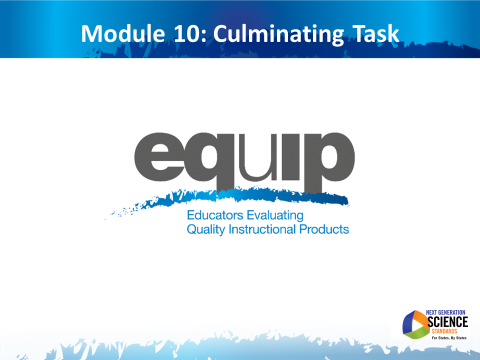 Module 10: Culminating Task
equip
Educators Evaluating
Quality Instructional Products
NEXT GENERATION
SCIENCE
STANDARDS
For States, By States